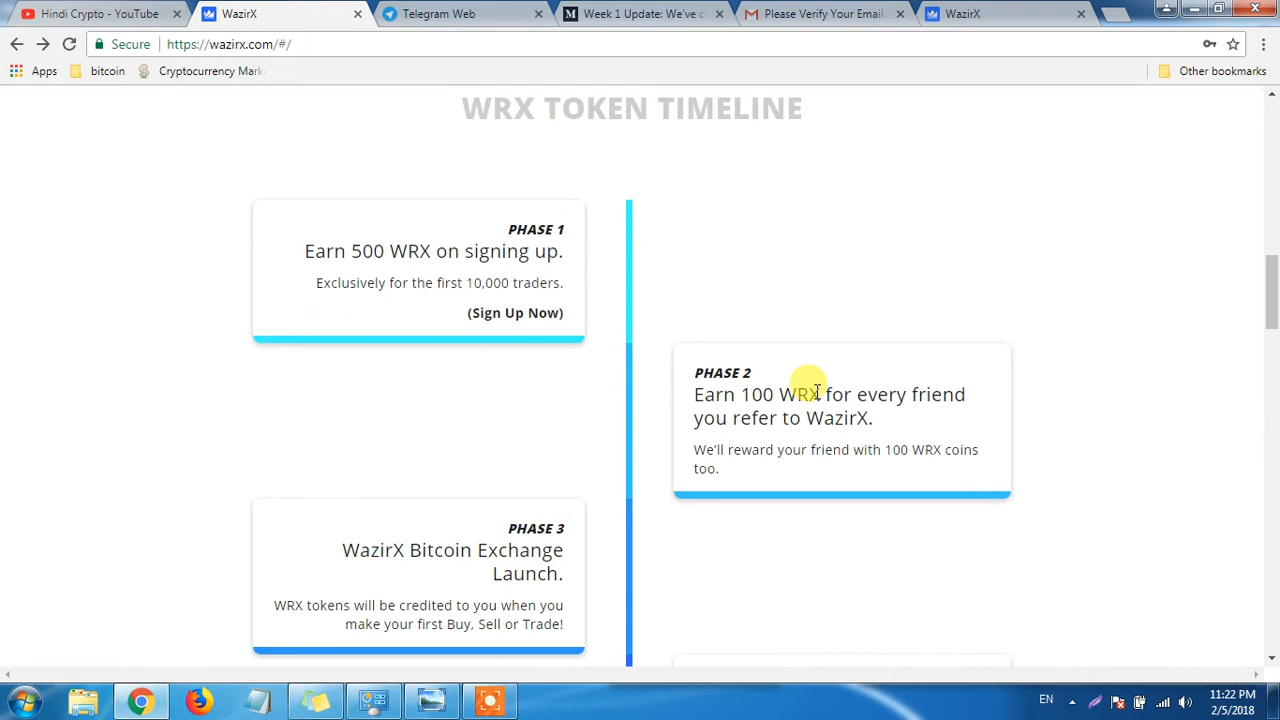 Hindi Crypto - YouTube
WazirX
Telegram Web
Week 1 Update: We've c
Please Verify Your Email
WazirX
Secure
https://wazirx.com/#/
Apps
bitcoin
Cryptocurrency Mark
Other bookmarks
WRX TOKEN TIMELINE
PHASE 1
Earn 500 WRX on signing up.
Exclusively for the first 10,000 traders.
(Sign Up Now)
PHASE 2
Earn 100 WRX for every friend
you refer to WazirX.
We'll reward your friend with 100 WRX coins
too.
PHASE 3
WazirX Bitcoin Exchange
Launch.
WRX tokens will be credited to you when you
make your first Buy, Sell or Trade!
EN
11:22 PM
2/5/2018